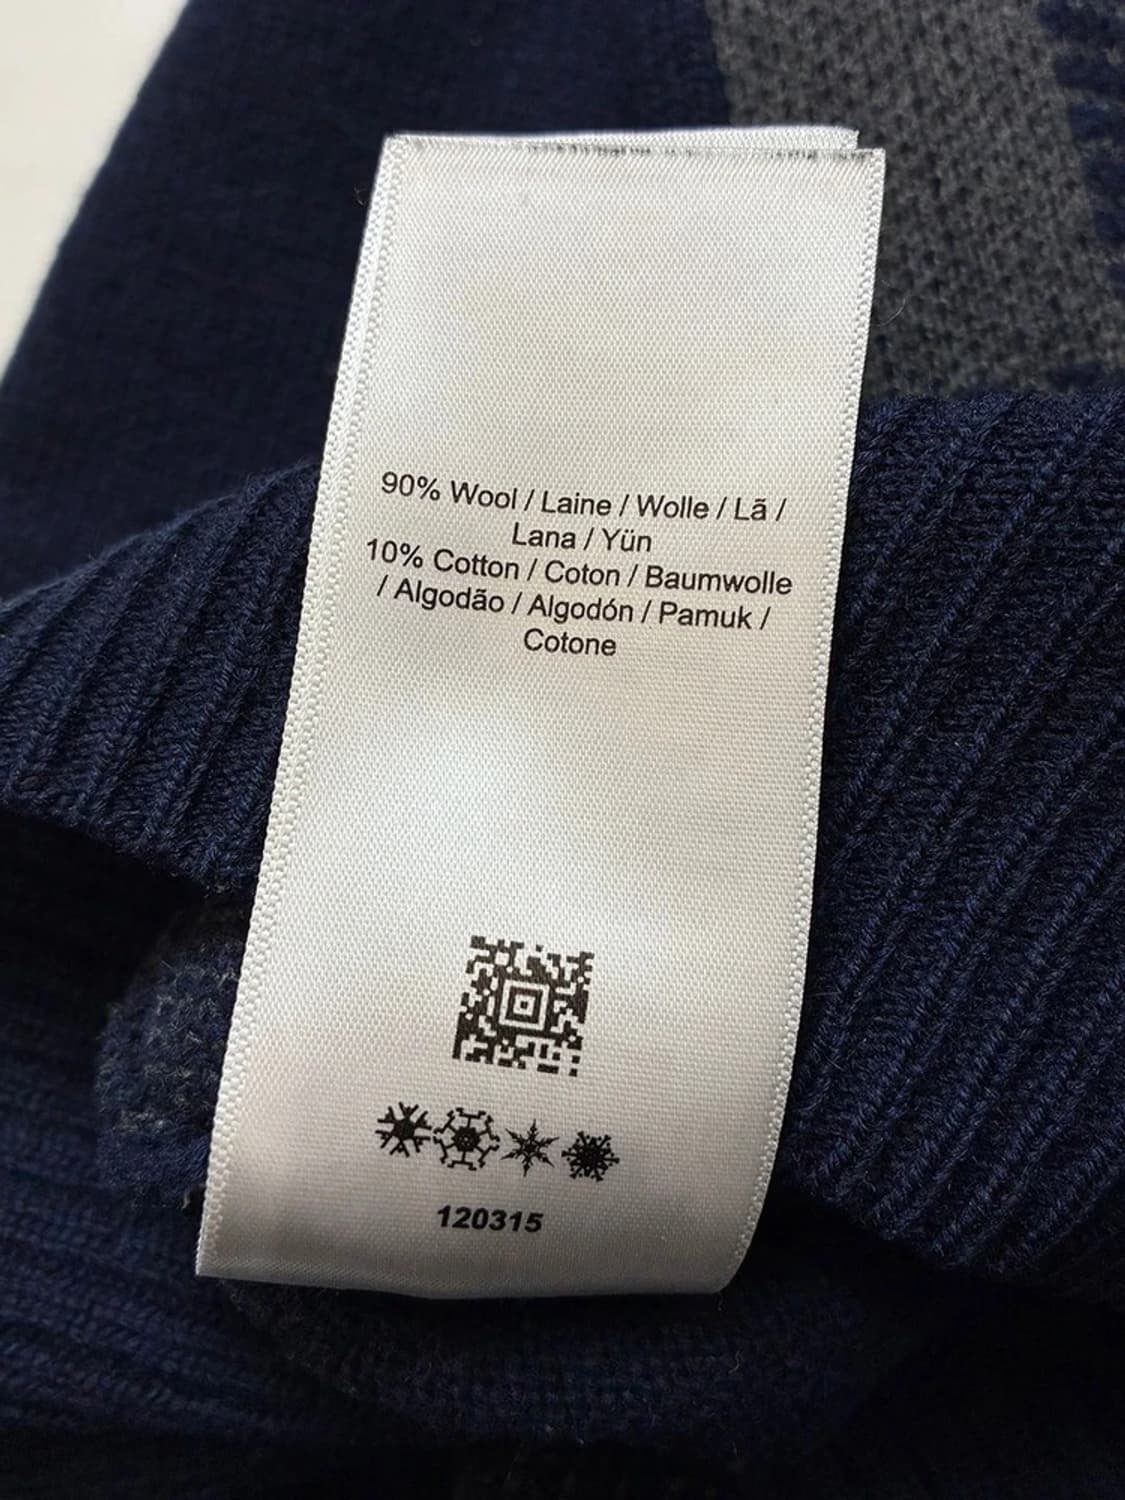 90% Wool / Laine / Wolle / Lã /
Lana / Yün
10% Cotton / Coton / Baumwolle
/ Algodão / Algodón / Pamuk /
Cotone
120315